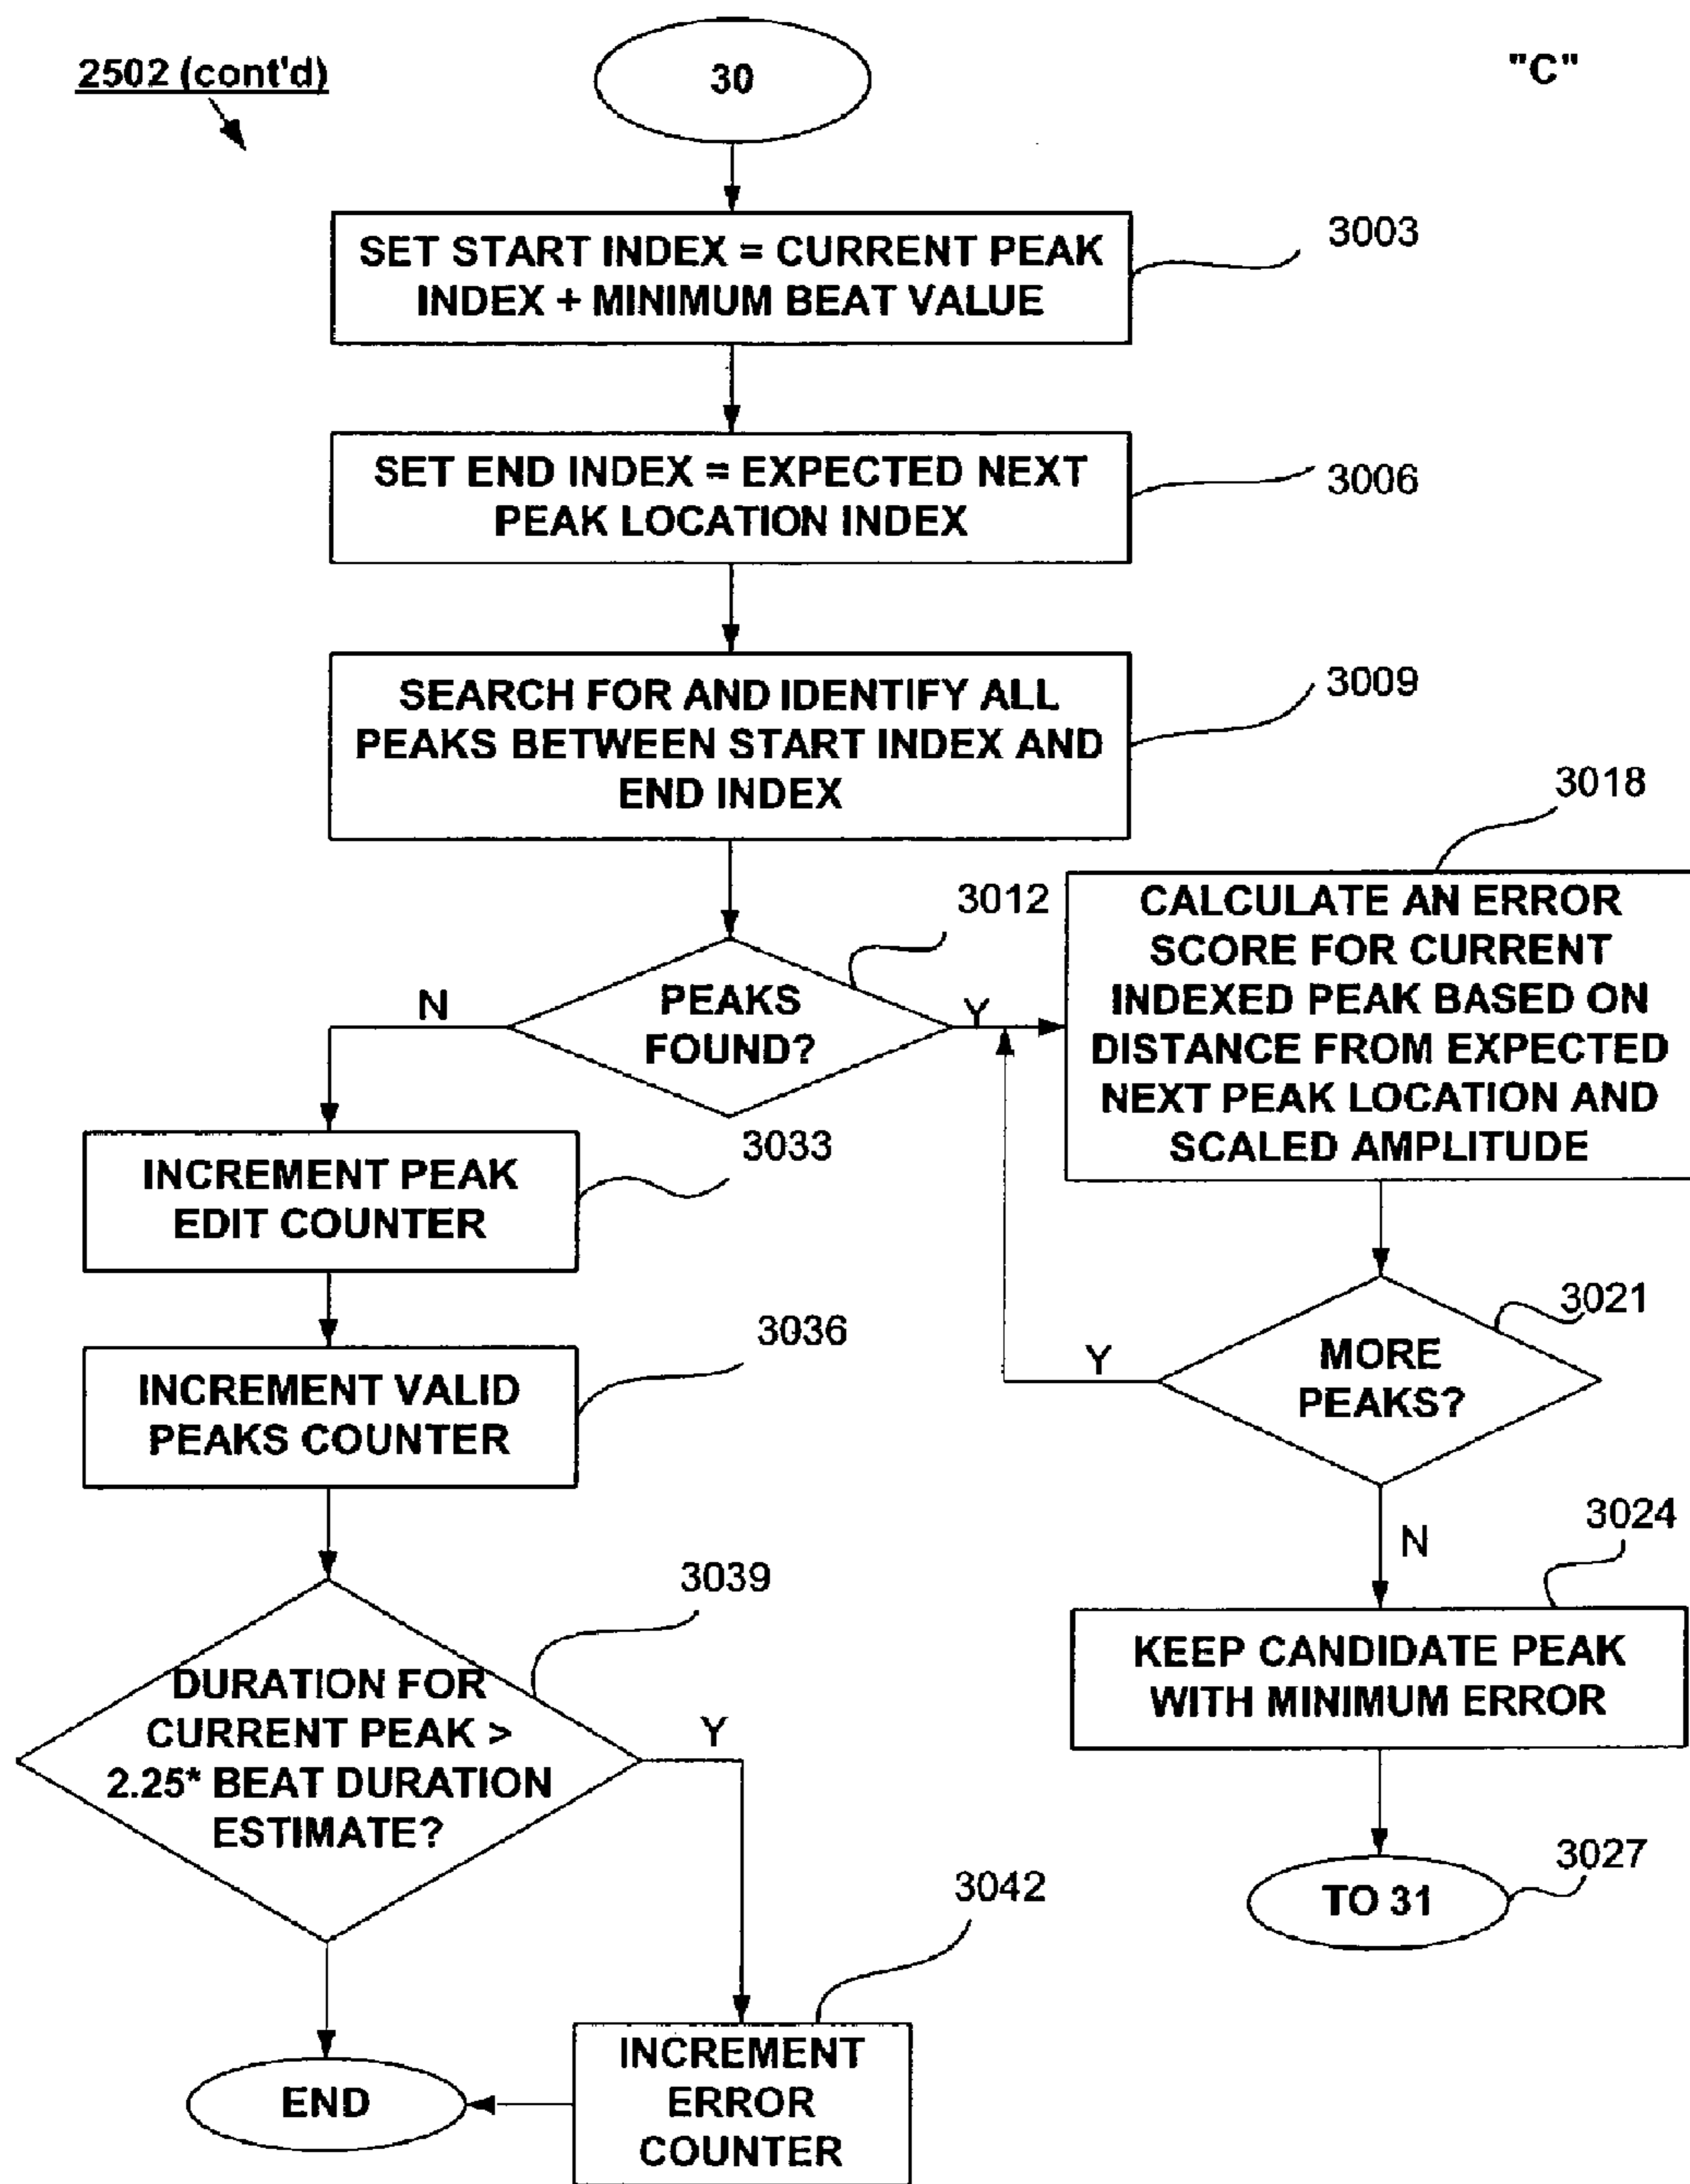 2502 (cont'd)
30
"C"
SET START INDEX = CURRENT PEAK
INDEX + MINIMUM BEAT VALUE
3003
SET END INDEX = EXPECTED NEXT
PEAK LOCATION INDEX
3006
SEARCH FOR AND IDENTIFY ALL
PEAKS BETWEEN START INDEX AND
END INDEX
3009
3018
CALCULATE AN ERROR
SCORE FOR CURRENT
INDEXED PEAK BASED ON
DISTANCE FROM EXPECTED
NEXT PEAK LOCATION AND
SCALED AMPLITUDE
3012
PEAKS
FOUND?
N
Y
3033
INCREMENT PEAK
EDIT COUNTER
3036
INCREMENT VALID
PEAKS COUNTER
3021
MORE
PEAKS?
Y
N
3024
KEEP CANDIDATE PEAK
WITH MINIMUM ERROR
3039
DURATION FOR
CURRENT PEAK >
2.25* BEAT DURATION
ESTIMATE?
Y
3027
TO 31
3042
INCREMENT
ERROR
COUNTER
END